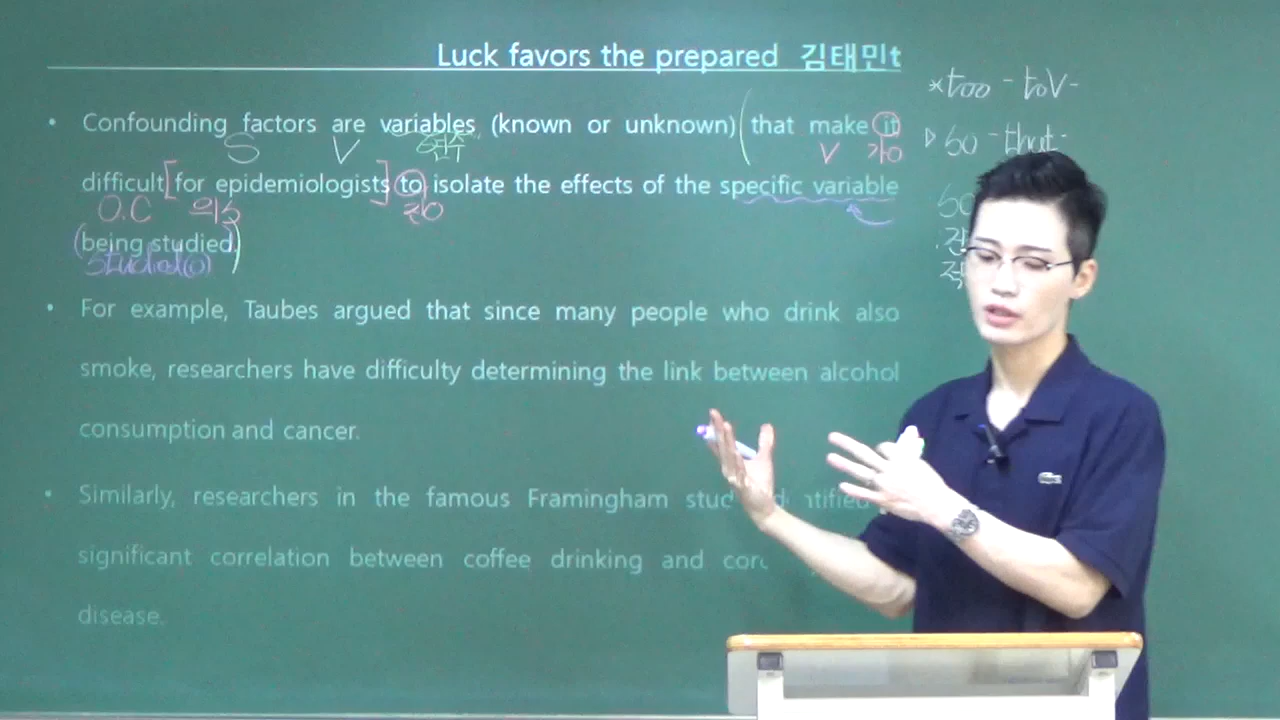 Luck favors the prepared 김태민t
*too - toV-
• Confounding factors are variables (known or unknown) (that make it
S V 변수 V 가O
▷ so - that -
difficult [for epidemiologists] to isolate the effects of the specific variable
O.C 의S 진O
so
(being studied.)
studied(o)
• For example, Taubes argued that since many people who drink also
smoke, researchers have difficulty determining the link between alcohol
consumption and cancer.
• Similarly, researchers in the famous Framingham
significant correlation between coffee drinking and
disease.